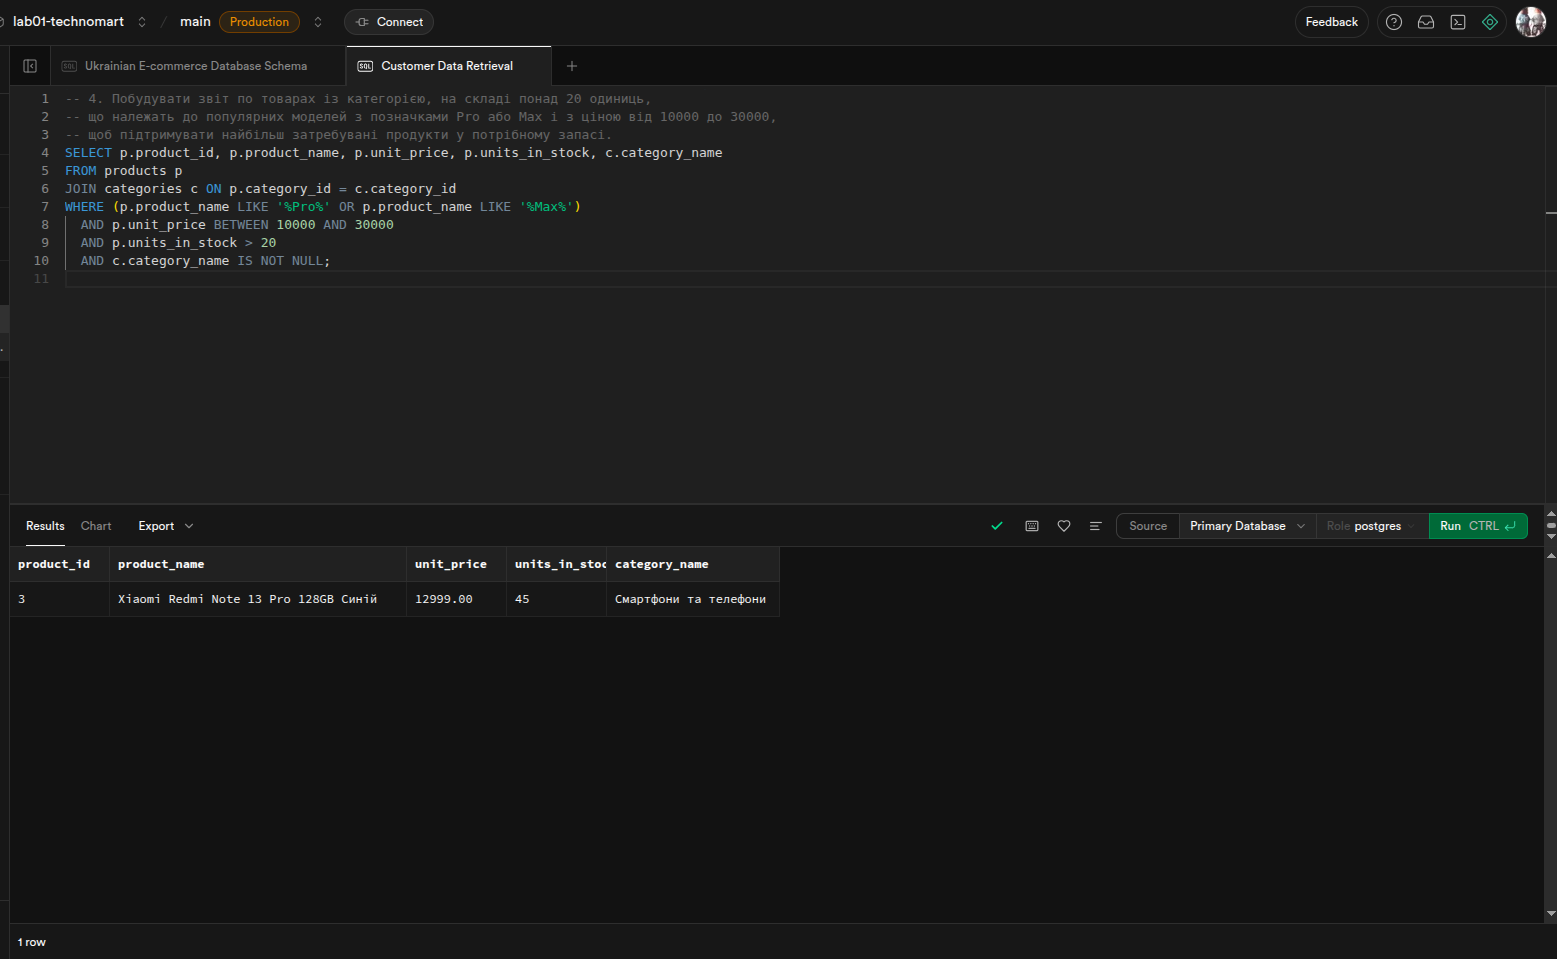 lab01-technomart / main Production Connect Feedback
Ukrainian E-commerce Database Schema Customer Data Retrieval
1 -- 4. Побудувати звіт по товарах із категорією, на складі понад 20 одиниць,
2 -- що належать до популярних моделей з позначками Pro або Max і з ціною від 10000 до 30000,
3 -- щоб підтримувати найбільш затребувані продукти у потрібному запасі.
4 SELECT p.product_id, p.product_name, p.unit_price, p.units_in_stock, c.category_name
5 FROM products p
6 JOIN categories c ON p.category_id = c.category_id
7 WHERE (p.product_name LIKE '%Pro%' OR p.product_name LIKE '%Max%')
8 AND p.unit_price BETWEEN 10000 AND 30000
9 AND p.units_in_stock > 20
10 AND c.category_name IS NOT NULL;
11
Results Chart Export Source Primary Database Role postgres Run CTRL
product_id product_name unit_price units_in_stoc category_name
3 Xiaomi Redmi Note 13 Pro 128GB Синій 12999.00 45 Смартфони та телефони
1 row